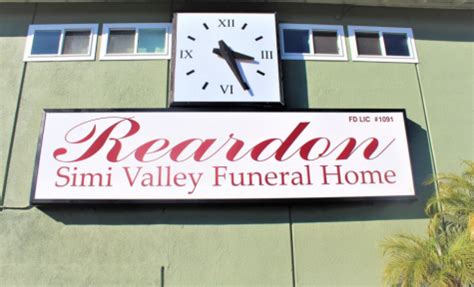 XII
IX III
VI
FD LIC #1091
Reardon
Simi Valley Funeral Home